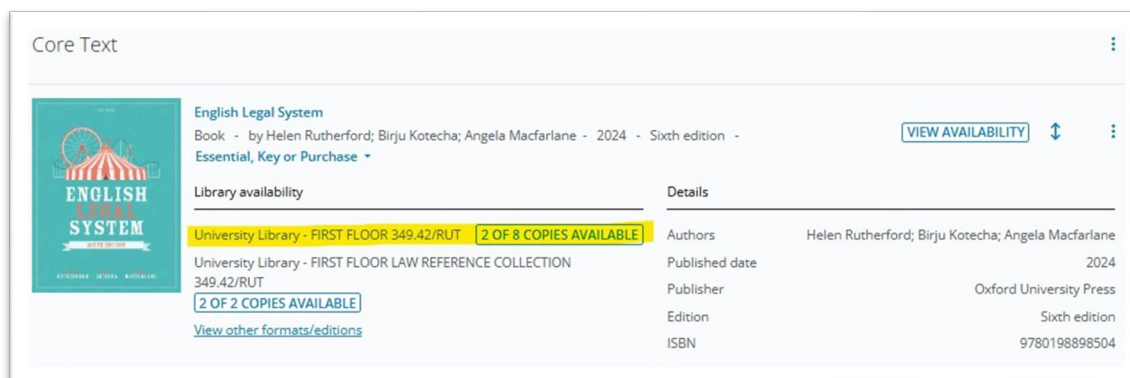 Core Text
ENGLISH
LEGAL
SYSTEM
SIXTH EDITION
English Legal System
Book - by Helen Rutherford; Birju Kotecha; Angela Macfarlane - 2024 - Sixth edition -
Essential, Key or Purchase
VIEW AVAILABILITY
Library availability
University Library - FIRST FLOOR 349.42/RUT 2 OF 8 COPIES AVAILABLE
University Library - FIRST FLOOR LAW REFERENCE COLLECTION
349.42/RUT
2 OF 2 COPIES AVAILABLE
View other formats/editions
Details
Authors Helen Rutherford; Birju Kotecha; Angela Macfarlane
Published date 2024
Publisher Oxford University Press
Edition Sixth edition
ISBN 9780198898504